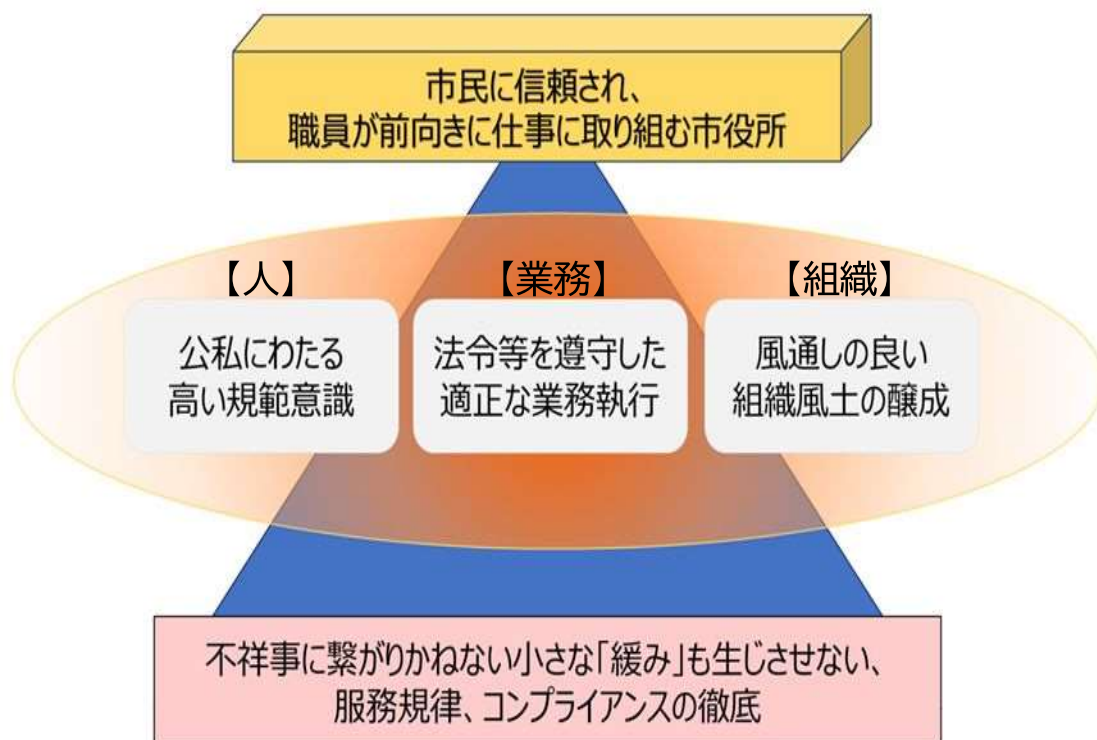 市民に信頼され、
職員が前向きに仕事に取り組む市役所
【人】
公私にわたる
高い規範意識
【業務】
法令等を遵守した
適正な業務執行
【組織】
風通しの良い
組織風土の醸成
不祥事に繋がりかねない小さな「緩み」も生じさせない、
服務規律、コンプライアンスの徹底